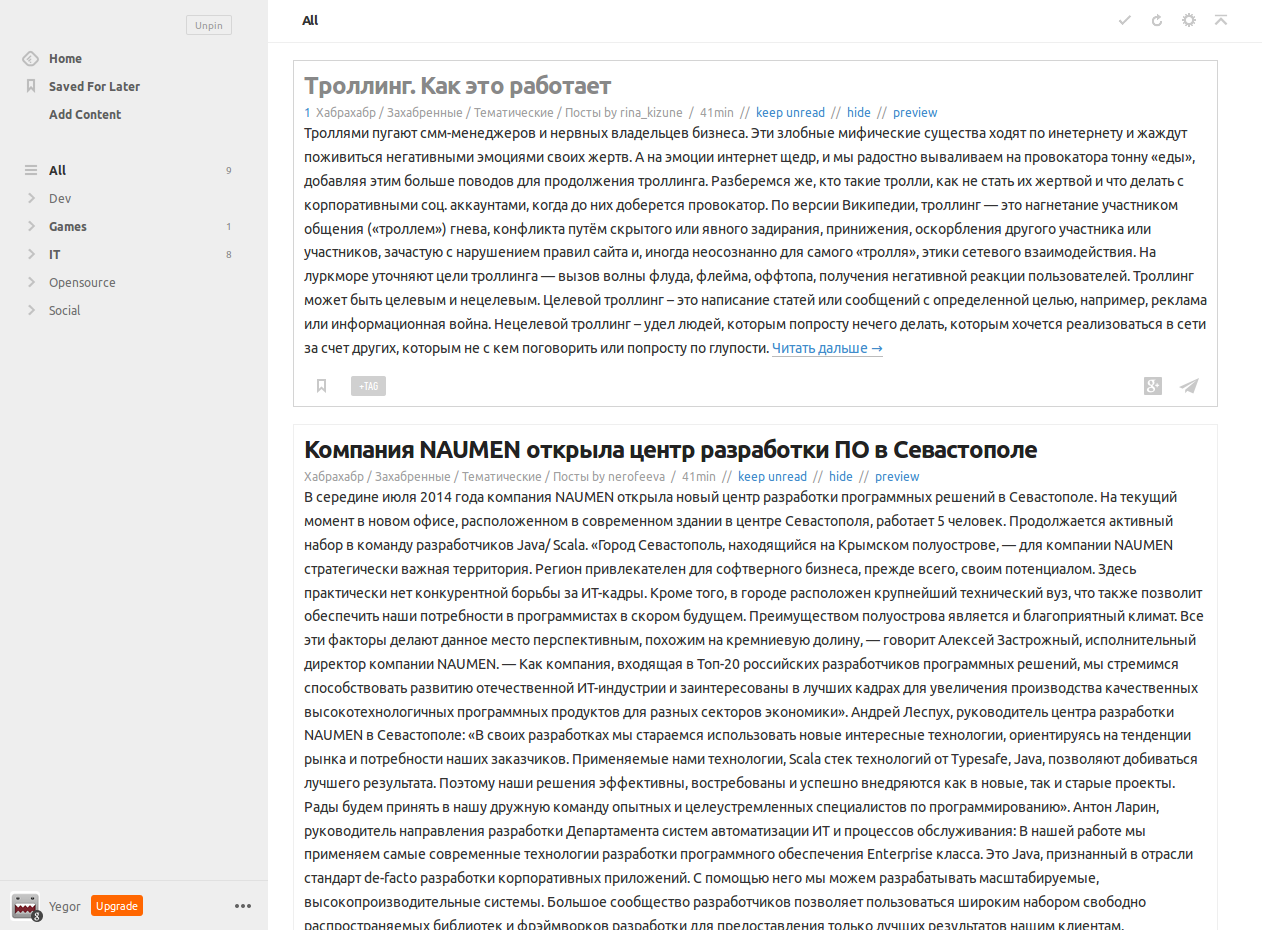 Unpin
Home
Saved For Later
Add Content
All 9
Dev
Games 1
IT 8
Opensource
Social
Yegor Upgrade
All
Троллинг. Как это работает
1 Хабрахабр / Захабренные / Тематические / Посты by rina_kizune / 41min // keep unread // hide // preview
Троллями пугают смм-менеджеров и нервных владельцев бизнеса. Эти злобные мифические существа ходят по инетернету и жаждут
поживиться негативными эмоциями своих жертв. А на эмоции интернет щедр, и мы радостно вываливаем на провокатора тонну «еды»,
добавляя этим больше поводов для продолжения троллинга. Разберемся же, кто такие тролли, как не стать их жертвой и что делать с
корпоративными соц. аккаунтами, когда до них доберется провокатор. По версии Википедии, троллинг — это нагнетание участником
общения («троллем») гнева, конфликта путём скрытого или явного задирания, принижения, оскорбления другого участника или
участников, зачастую с нарушением правил сайта и, иногда неосознанно для самого «тролля», этики сетевого взаимодействия. На
луркморе уточняют цели троллинга — вызов волны флуда, флейма, оффтопа, получения негативной реакции пользователей. Троллинг
может быть целевым и нецелевым. Целевой троллинг – это написание статей или сообщений с определенной целью, например, реклама
или информационная война. Нецелевой троллинг – удел людей, которым попросту нечего делать, которым хочется реализоваться в сети
за счет других, которым не с кем поговорить или попросту по глупости. Читать дальше →
+TAG
Компания NAUMEN открыла центр разработки ПО в Севастополе
Хабрахабр / Захабренные / Тематические / Посты by nerofeeva / 41min // keep unread // hide // preview
В середине июля 2014 года компания NAUMEN открыла новый центр разработки программных решений в Севастополе. На текущий
момент в новом офисе, расположенном в современном здании в центре Севастополя, работает 5 человек. Продолжается активный
набор в команду разработчиков Java/ Scala. «Город Севастополь, находящийся на Крымском полуострове, — для компании NAUMEN
стратегически важная территория. Регион привлекателен для софтверного бизнеса, прежде всего, своим потенциалом. Здесь
практически нет конкурентной борьбы за ИТ-кадры. Кроме того, в городе расположен крупнейший технический вуз, что также позволит
обеспечить наши потребности в программистах в скором будущем. Преимуществом полуострова является и благоприятный климат. Все
эти факторы делают данное место перспективным, похожим на кремниевую долину, — говорит Алексей Застрожный, исполнительный
директор компании NAUMEN. — Как компания, входящая в Топ-20 российских разработчиков программных решений, мы стремимся
способствовать развитию отечественной ИТ-индустрии и заинтересованы в лучших кадрах для увеличения производства качественных
высокотехнологичных программных продуктов для разных секторов экономики». Андрей Леспух, руководитель центра разработки
NAUMEN в Севастополе: «В своих разработках мы стараемся использовать новые интересные технологии, ориентируясь на тенденции
рынка и потребности наших заказчиков. Применяемые нами технологии, Scala стек технологий от Typesafe, Java, позволяют добиваться
лучшего результата. Поэтому наши решения эффективны, востребованы и успешно внедряются как в новые, так и старые проекты.
Рады будем принять в нашу дружную команду опытных и целеустремленных специалистов по программированию». Антон Ларин,
руководитель направления разработки Департамента систем автоматизации ИТ и процессов обслуживания: В нашей работе мы
применяем самые современные технологии разработки программного обеспечения Enterprise класса. Это Java, признанный в отрасли
стандарт de-facto разработки корпоративных приложений. С помощью него мы можем разрабатывать масштабируемые,
высокопроизводительные системы. Большое сообщество разработчиков позволяет пользоваться широким набором свободно
распространяемых библиотек и фрэймворков разработки для предоставления только лучших результатов нашим клиентам.